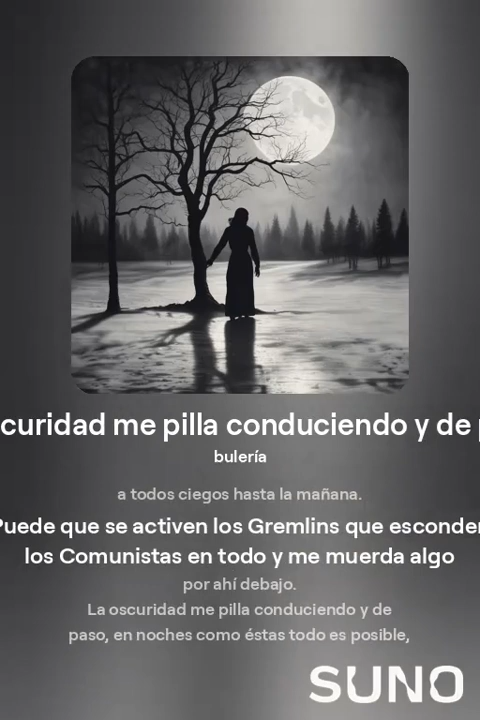 curidad me pilla conduciendo y de
bulería
a todos ciegos hasta la mañana.
Puede que se activen los Gremlins que esconden
los Comunistas en todo y me muerda algo
por ahí debajo.
La oscuridad me pilla conduciendo y de
paso, en noches como éstas todo es posible,
SUNO